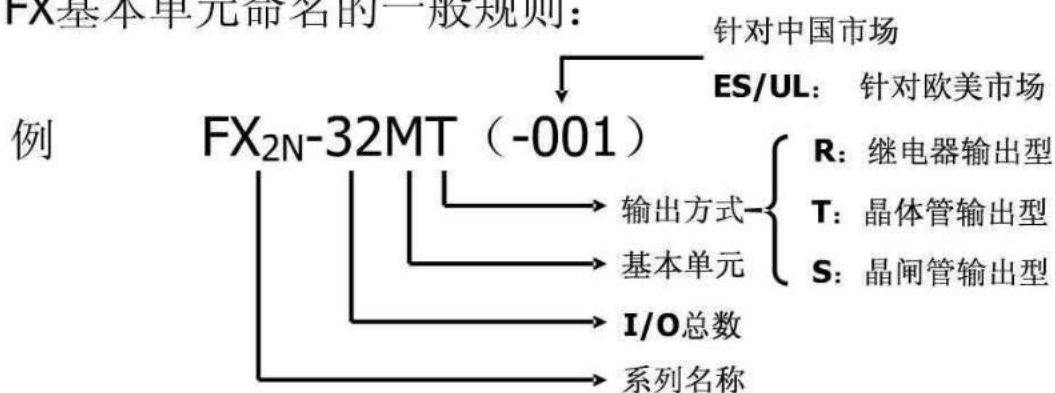 FX基本单元命名的一般规则：
针对中国市场
ES/UL： 针对欧美市场
例 FX2N-32MT（-001）
R：继电器输出型
输出方式
T：晶体管输出型
基本单元
S：晶闸管输出型
I/O总数
系列名称